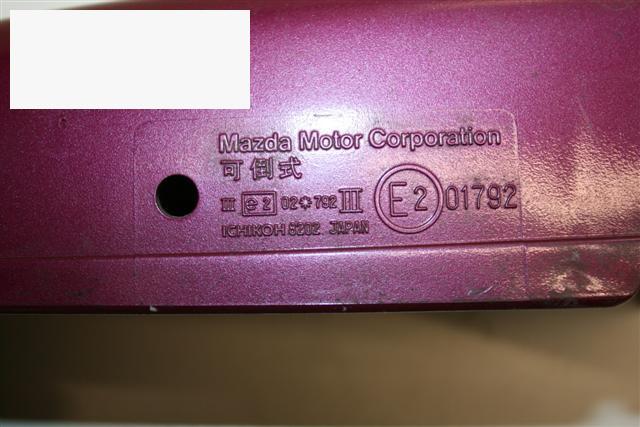 Mazda Motor Corporation
可倒式
III e2 02✲792 III E2 01792
ICHIKOH 8202 JAPAN